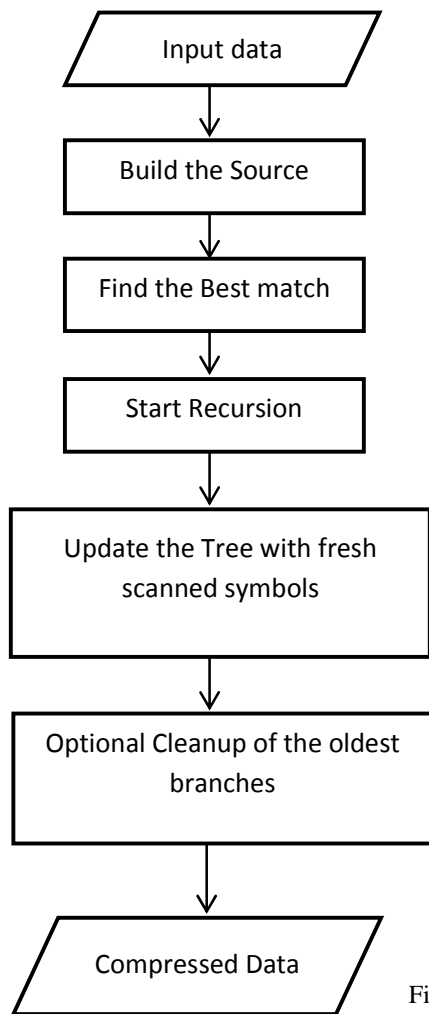 Input data
Build the Source
Find the Best match
Start Recursion
Update the Tree with fresh
scanned symbols
Optional Cleanup of the oldest
branches
Compressed Data
Fi